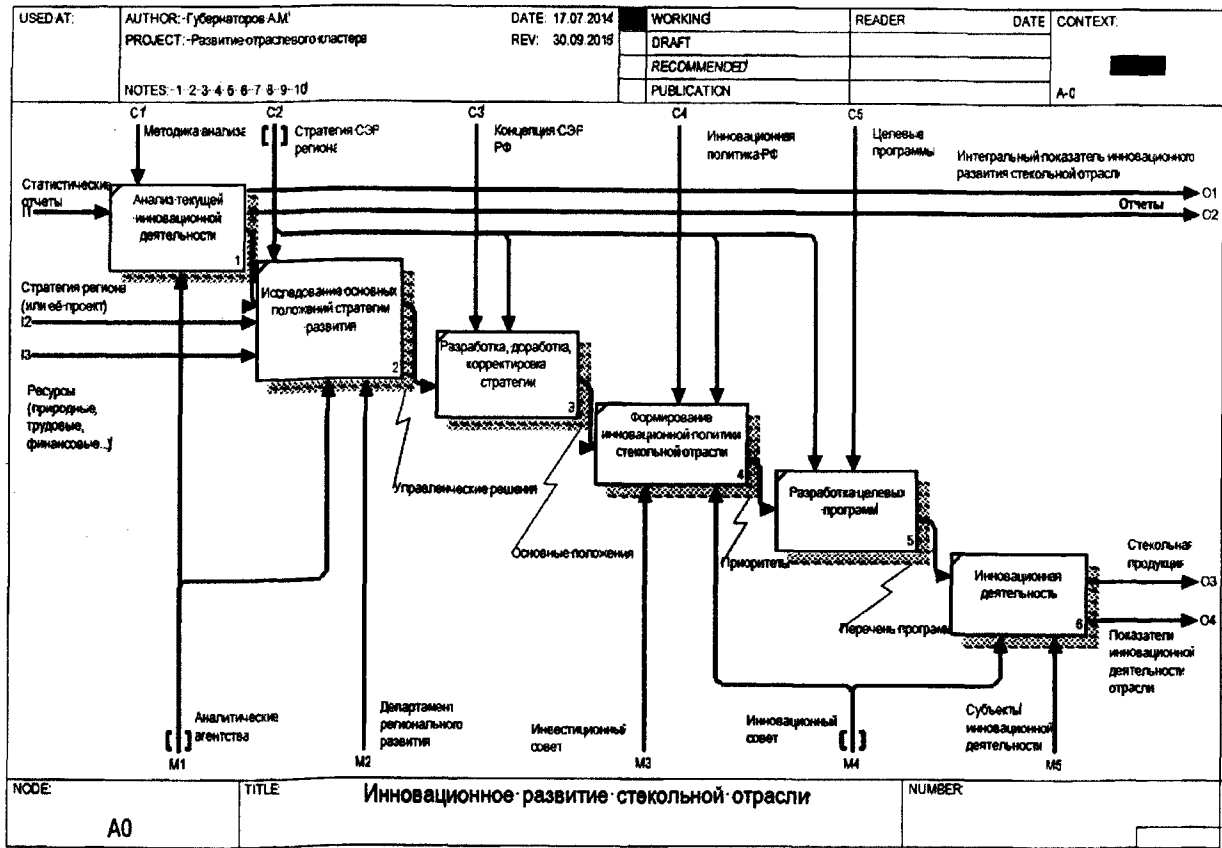 USED AT:
AUTHOR: Губернаторов А.М.
DATE: 17.07.2014
PROJECT: Развитие отраслевого кластера
REV: 30.09.2015
NOTES: 1 2 3 4 5 6 7 8 9 10
WORKING
DRAFT
RECOMMENDED
PUBLICATION
READER
DATE
CONTEXT:
A-0
C1
C2
C3
C4
C5
Методика анализа
Стратегия СЭР
региона
Концепция СЭР
РФ
Инновационная
политика РФ
Целевые
программы
Интегральный показатель инновационного
развития стекольной отрасли
O1
Отчеты
O2
Статистические
отчеты
I1
Анализ текущей
инновационной
деятельности
1
Стратегия региона
(или её проект)
I2
I3
Исследование основных
положений стратегии
развития
2
Ресурсы
(природные,
трудовые,
финансовые...)
Разработка, доработка,
корректировка
стратегии
3
Формирование
инновационной политики
стекольной отрасли
4
Управленческие решения
Основные положения
Приоритеты
Разработка целевых
программ
5
Перечень программ
Инновационная
деятельность
6
Стекольная
продукция
O3
O4
Показатели
инновационной
деятельности
отрасли
Аналитические
агентства
Департамент
регионального
развития
Инвестиционный
совет
Инновационный
совет
Субъекты
инновационной
деятельности
M1
M2
M3
M4
M5
NODE:
A0
TITLE:
Инновационное развитие стекольной отрасли
NUMBER: